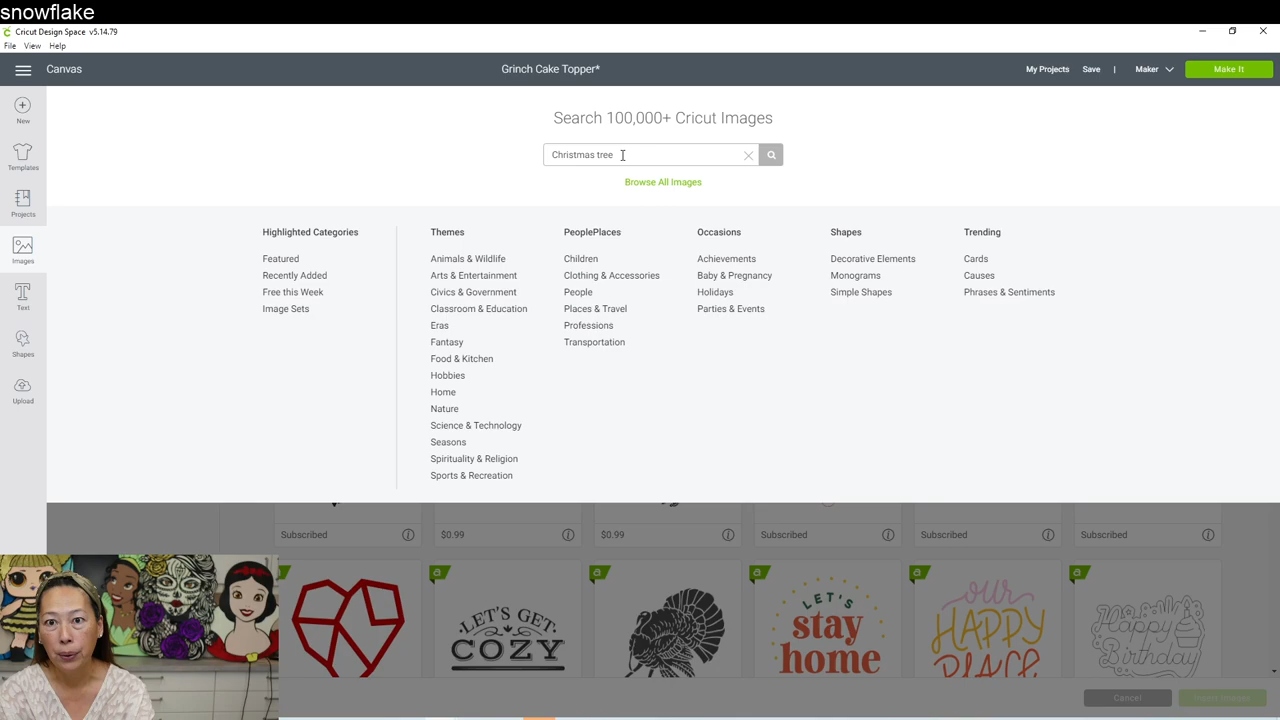 snowflake
Cricut Design Space v5.14.79
File View Help
Canvas
Grinch Cake Topper*
My Projects Save | Maker Make It
New
Templates
Projects
Images
Text
Shapes
Upload
Search 100,000+ Cricut Images
Christmas tree
Browse All Images
Highlighted Categories
Featured
Recently Added
Free this Week
Image Sets
Themes
Animals & Wildlife
Arts & Entertainment
Civics & Government
Classroom & Education
Eras
Fantasy
Food & Kitchen
Hobbies
Home
Nature
Science & Technology
Seasons
Spirituality & Religion
Sports & Recreation
PeoplePlaces
Children
Clothing & Accessories
People
Places & Travel
Professions
Transportation
Occasions
Achievements
Baby & Pregnancy
Holidays
Parties & Events
Shapes
Decorative Elements
Monograms
Simple Shapes
Trending
Cards
Causes
Phrases & Sentiments
Subscribed
$0.99
$0.99
Subscribed
Subscribed
Subscribed
a
LET'S GET
COZY
a
a
LET'S
stay
home
a
our
HAPPY
PLACE
a
Happy
Birthday
Cancel